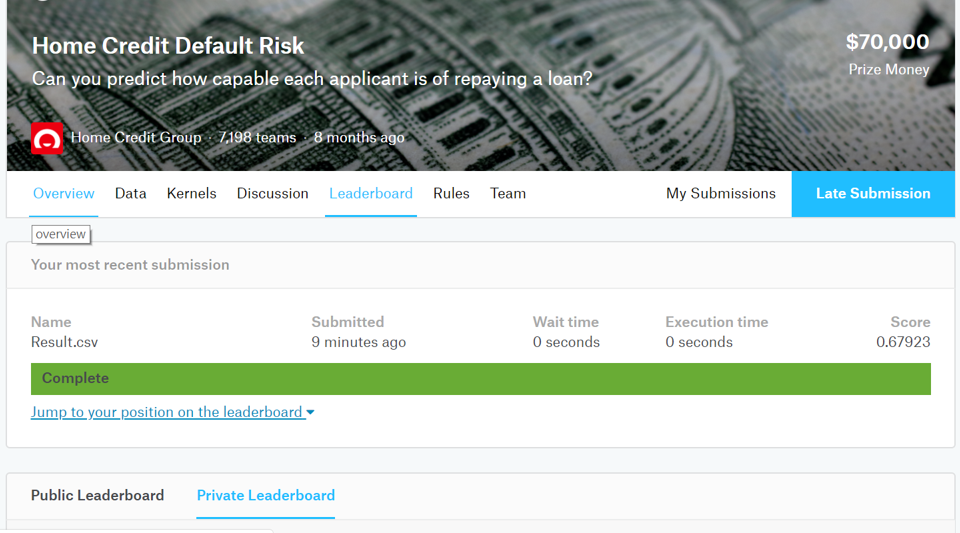 Home Credit Default Risk
$70,000
Can you predict how capable each applicant is of repaying a loan?
Prize Money
Home Credit Group · 7,198 teams · 8 months ago
Overview Data Kernels Discussion Leaderboard Rules Team My Submissions Late Submission
overview
Your most recent submission
Name Submitted Wait time Execution time Score
Result.csv 9 minutes ago 0 seconds 0 seconds 0.67923
Complete
Jump to your position on the leaderboard
Public Leaderboard Private Leaderboard